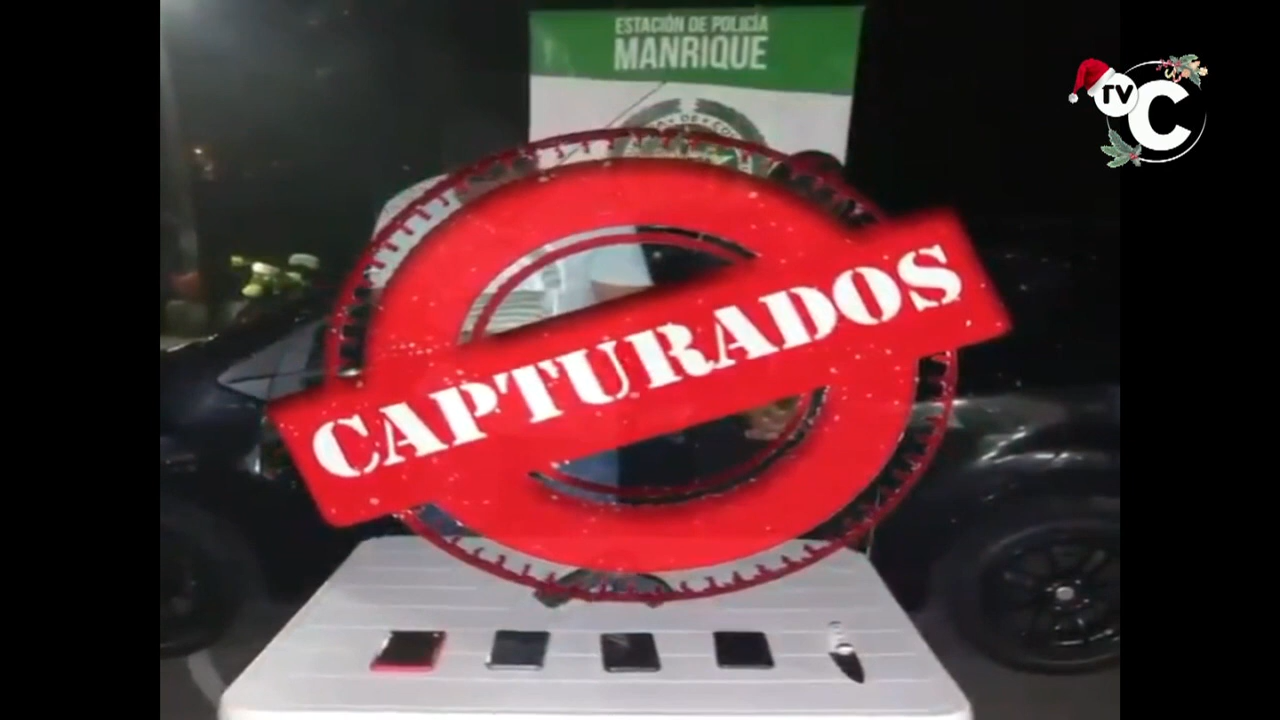 ESTACIÓN DE POLICÍA
MANRIQUE
TV
C
CAPTURADOS